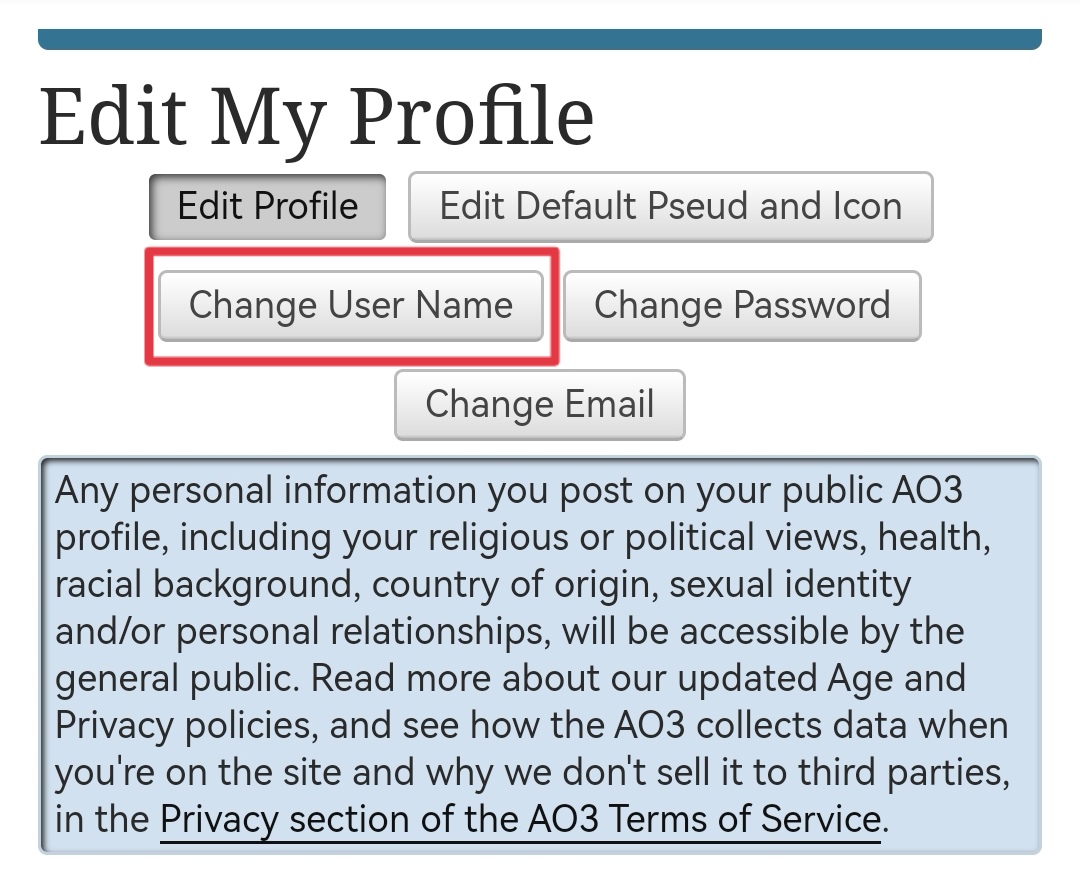 Edit My Profile
Edit Profile Edit Default Pseud and Icon
Change User Name Change Password
Change Email
Any personal information you post on your public AO3
profile, including your religious or political views, health,
racial background, country of origin, sexual identity
and/or personal relationships, will be accessible by the
general public. Read more about our updated Age and
Privacy policies, and see how the AO3 collects data when
you're on the site and why we don't sell it to third parties,
in the Privacy section of the AO3 Terms of Service.